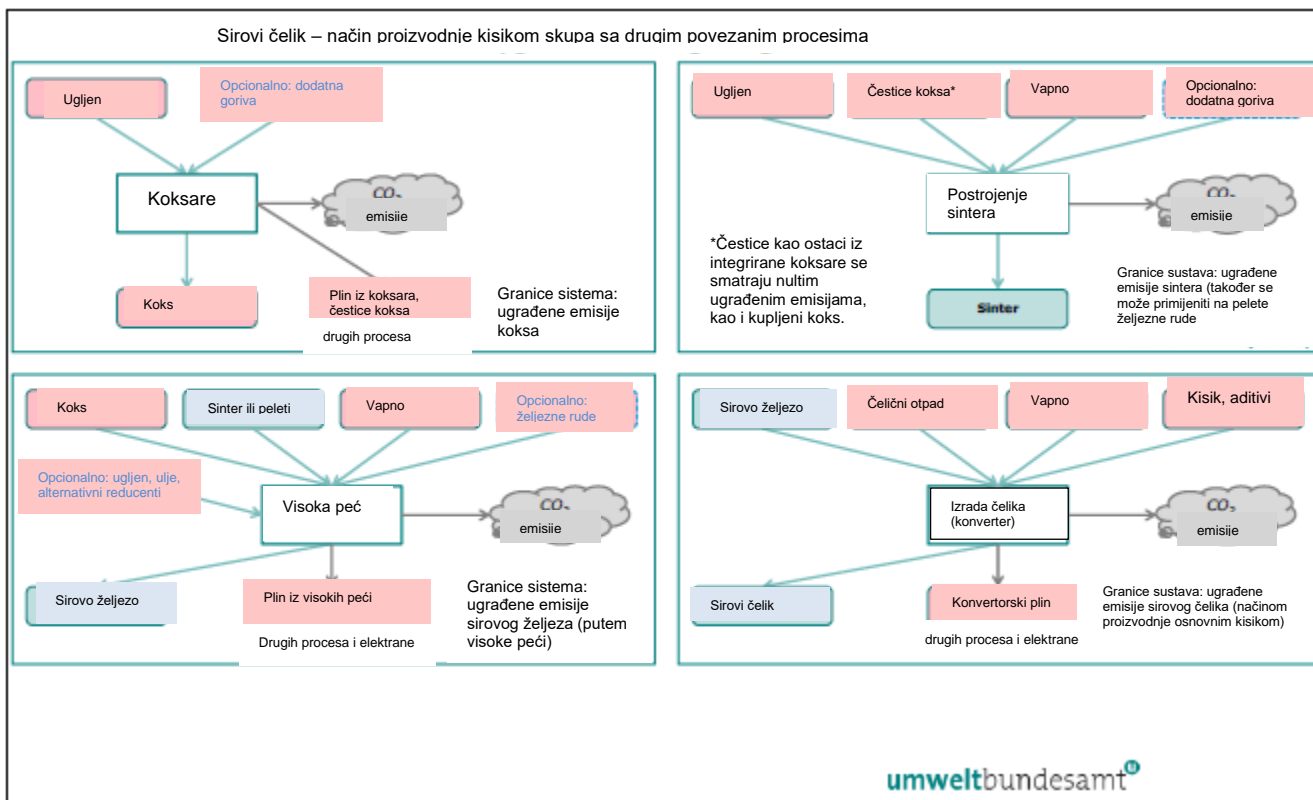 Sirovi čelik – način proizvodnje kisikom skupa sa drugim povezanim procesima
Ugljen
Opcionalno: dodatna
goriva
Koksare
CO₂
emisije
Koks
Plin iz koksara,
čestice koksa
drugih procesa
Granice sistema:
ugrađene emisije
koksa
Ugljen
Čestice koksa*
Vapno
Opcionalno:
dodatna goriva
Postrojenje
sintera
CO₂
emisije
*Čestice kao ostaci iz
integrirane koksare se
smatraju nultim
ugrađenim emisijama,
kao i kupljeni koks.
Sinter
Granice sustava: ugrađene
emisije sintera (također se
može primijeniti na pelete
željezne rude)
Koks
Sinter ili peleti
Vapno
Opcionalno:
željezne rude
Opcionalno: ugljen, ulje,
alternativni reducenti
Visoka peć
CO₂
emisije
Sirovo željezo
Plin iz visokih peći
Drugih procesa i elektrane
Granice sistema:
ugrađene emisije
sirovog željeza (putem
visoke peći)
Sirovo željezo
Čelični otpad
Vapno
Kisik, aditivi
Izrada čelika
(konverter)
CO₂
emisije
Sirovi čelik
Konvertorski plin
drugih procesa i elektrane
Granice sustava: ugrađene
emisije sirovog čelika (načinom
proizvodnje osnovnim kisikom)
umweltbundesamt